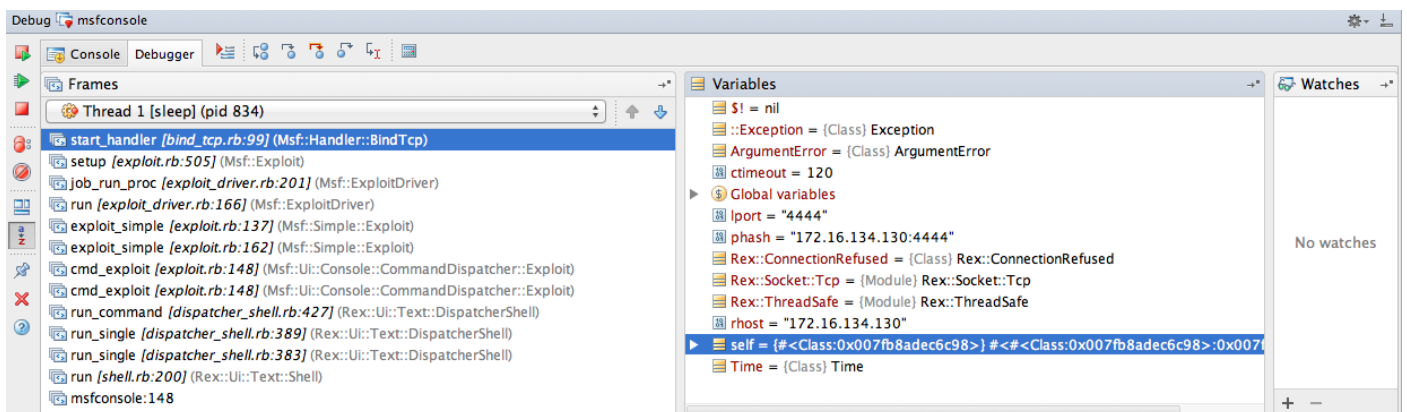 Debug msfconsole
Console Debugger
Frames
Thread 1 [sleep] (pid 834)
start_handler [bind_tcp.rb:99] (Msf::Handler::BindTcp)
setup [exploit.rb:505] (Msf::Exploit)
job_run_proc [exploit_driver.rb:201] (Msf::ExploitDriver)
run [exploit_driver.rb:166] (Msf::ExploitDriver)
exploit_simple [exploit.rb:137] (Msf::Simple::Exploit)
exploit_simple [exploit.rb:162] (Msf::Simple::Exploit)
cmd_exploit [exploit.rb:148] (Msf::Ui::Console::CommandDispatcher::Exploit)
cmd_exploit [exploit.rb:148] (Msf::Ui::Console::CommandDispatcher::Exploit)
run_command [dispatcher_shell.rb:427] (Rex::Ui::Text::DispatcherShell)
run_single [dispatcher_shell.rb:389] (Rex::Ui::Text::DispatcherShell)
run_single [dispatcher_shell.rb:383] (Rex::Ui::Text::DispatcherShell)
run [shell.rb:200] (Rex::Ui::Text::Shell)
msfconsole:148
Variables
$! = nil
::Exception = {Class} Exception
ArgumentError = {Class} ArgumentError
ctimeout = 120
Global variables
lport = "4444"
phash = "172.16.134.130:4444"
Rex::ConnectionRefused = {Class} Rex::ConnectionRefused
Rex::Socket::Tcp = {Module} Rex::Socket::Tcp
Rex::ThreadSafe = {Module} Rex::ThreadSafe
rhost = "172.16.134.130"
self = {#<Class:0x007fb8adec6c98>} #<#<Class:0x007fb8adec6c98>:0x007f
Time = {Class} Time
Watches
No watches